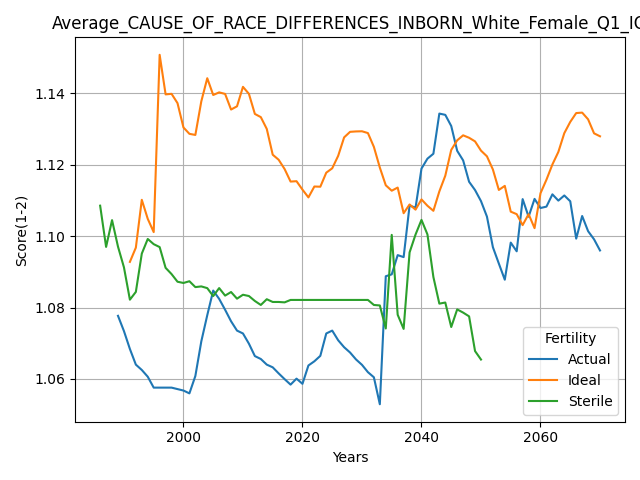 Average_CAUSE_OF_RACE_DIFFERENCES_INBORN_White_Female_Q1_IQ
1.14
1.12
1.10
1.08
1.06
Score(1-2)
2000
2020
2040
2060
Years
Fertility
Actual
Ideal
Sterile